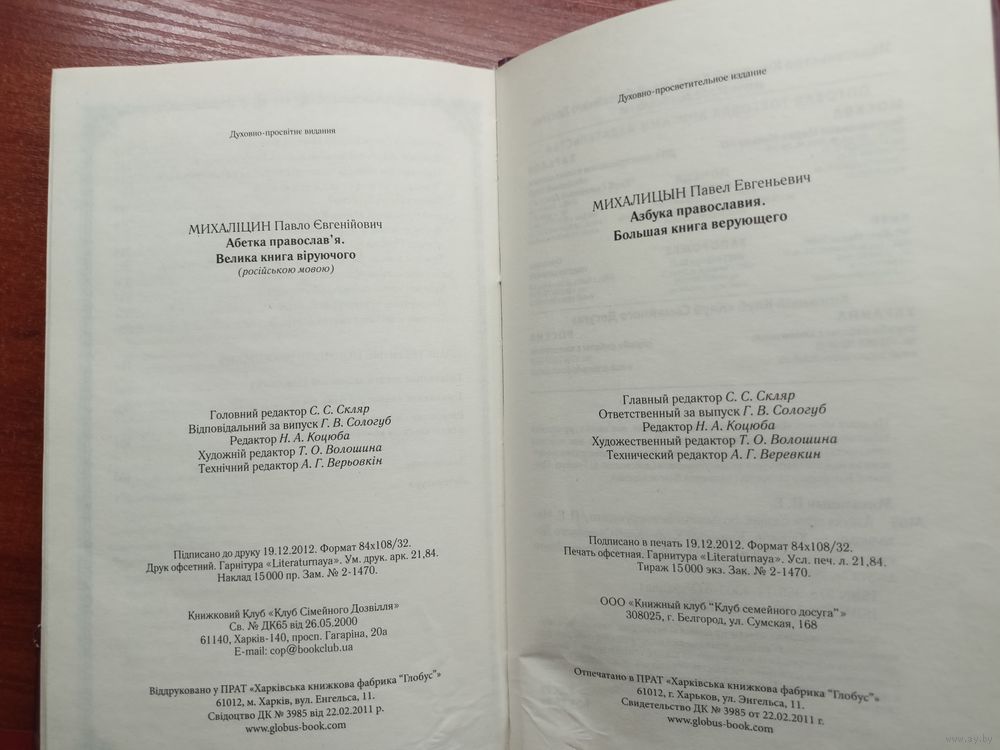 Духовно-просвітнє видання
МИХАЛІЦИН Павло Євгенійович
Абетка православ'я.
Велика книга віруючого
(російською мовою)
Головний редактор С. С. Скляр
Відповідальний за випуск Г. В. Сологуб
Редактор Н. А. Коцюба
Художній редактор Т. О. Волошина
Технічний редактор А. Г. Верьовкін
Підписано до друку 19.12.2012. Формат 84x108/32.
Друк офсетний. Гарнітура «Literaturnaya». Ум. друк. арк. 21,84.
Наклад 15000 пр. Зам. № 2-1470.
Книжковий Клуб «Клуб Сімейного Дозвілля»
Св. № ДК65 від 26.05.2000
61140, Харків-140, просп. Гагаріна, 20а
E-mail: cop@bookclub.ua
Віддруковано у ПРАТ «Харківська книжкова фабрика "Глобус"»
61012, м. Харків, вул. Енгельса, 11.
Свідоцтво ДК № 3985 від 22.02.2011 р.
www.globus-book.com
Духовно-просветительное издание
МИХАЛИЦЫН Павел Евгеньевич
Азбука православия.
Большая книга верующего
Главный редактор С. С. Скляр
Ответственный за выпуск Г. В. Сологуб
Редактор Н. А. Коцюба
Художественный редактор Т. О. Волошина
Технический редактор А. Г. Веревкин
Подписано в печать 19.12.2012. Формат 84x108/32.
Печать офсетная. Гарнитура «Literaturnaya». Усл. печ. л. 21,84.
Тираж 15000 экз. Зак. № 2-1470.
ООО «Книжный клуб "Клуб семейного досуга"»
308025, г. Белгород, ул. Сумская, 168
Отпечатано в ПРАТ «Харьковская книжная фабрика "Глобус"»
61012, г. Харьков, ул. Энгельса, 11.
Свидетельство ДК № 3985 от 22.02.2011 г.
www.globus-book.com
www.ay.by